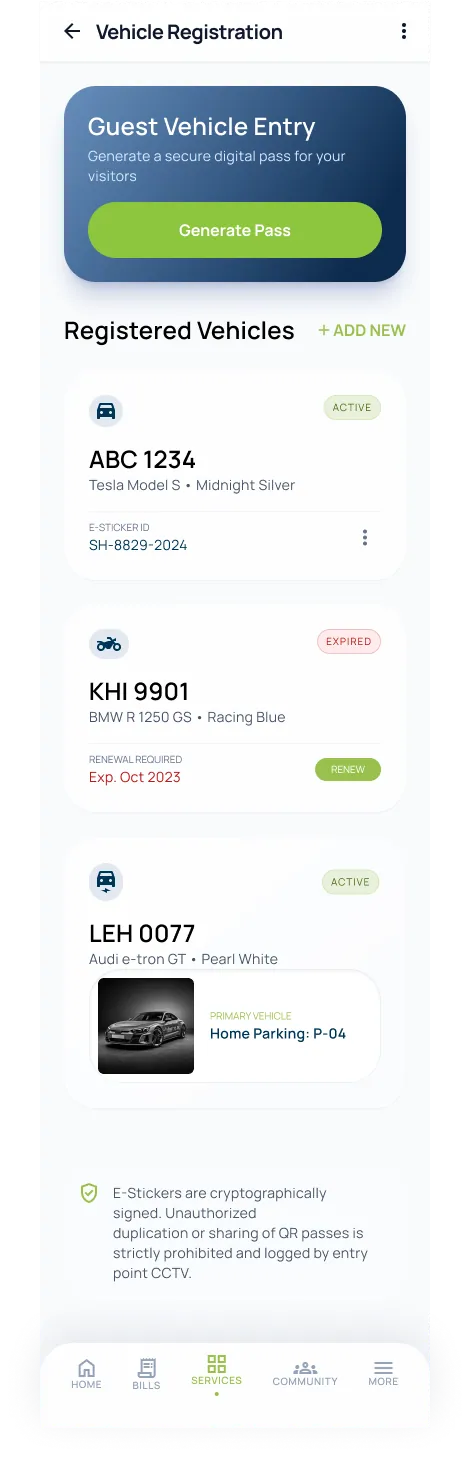 Vehicle Registration
Guest Vehicle Entry
Generate a secure digital pass for your
visitors
Generate Pass
Registered Vehicles
+ ADD NEW
ACTIVE
ABC 1234
Tesla Model S • Midnight Silver
E-STICKER ID
SH-8829-2024
EXPIRED
KHI 9901
BMW R 1250 GS • Racing Blue
RENEWAL REQUIRED
Exp. Oct 2023
RENEW
ACTIVE
LEH 0077
Audi e-tron GT • Pearl White
PRIMARY VEHICLE
Home Parking: P-04
E-Stickers are cryptographically
signed. Unauthorized
duplication or sharing of QR passes is
strictly prohibited and logged by entry
point CCTV.
HOME
BILLS
SERVICES
COMMUNITY
MORE